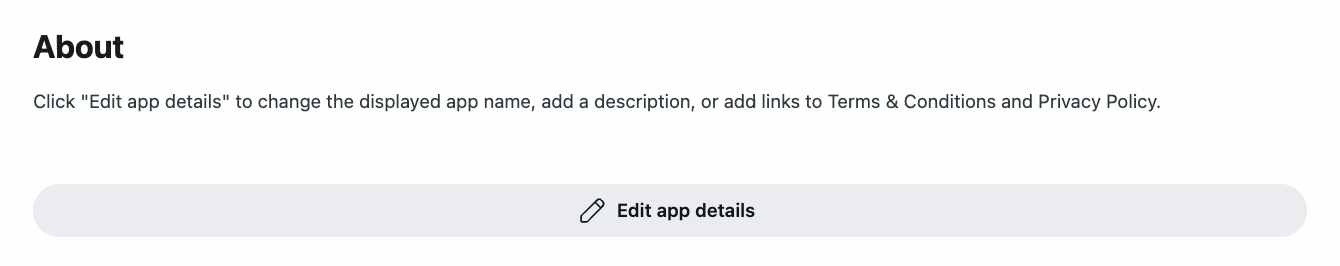 About
Click "Edit app details" to change the displayed app name, add a description, or add links to Terms & Conditions and Privacy Policy.
Edit app details